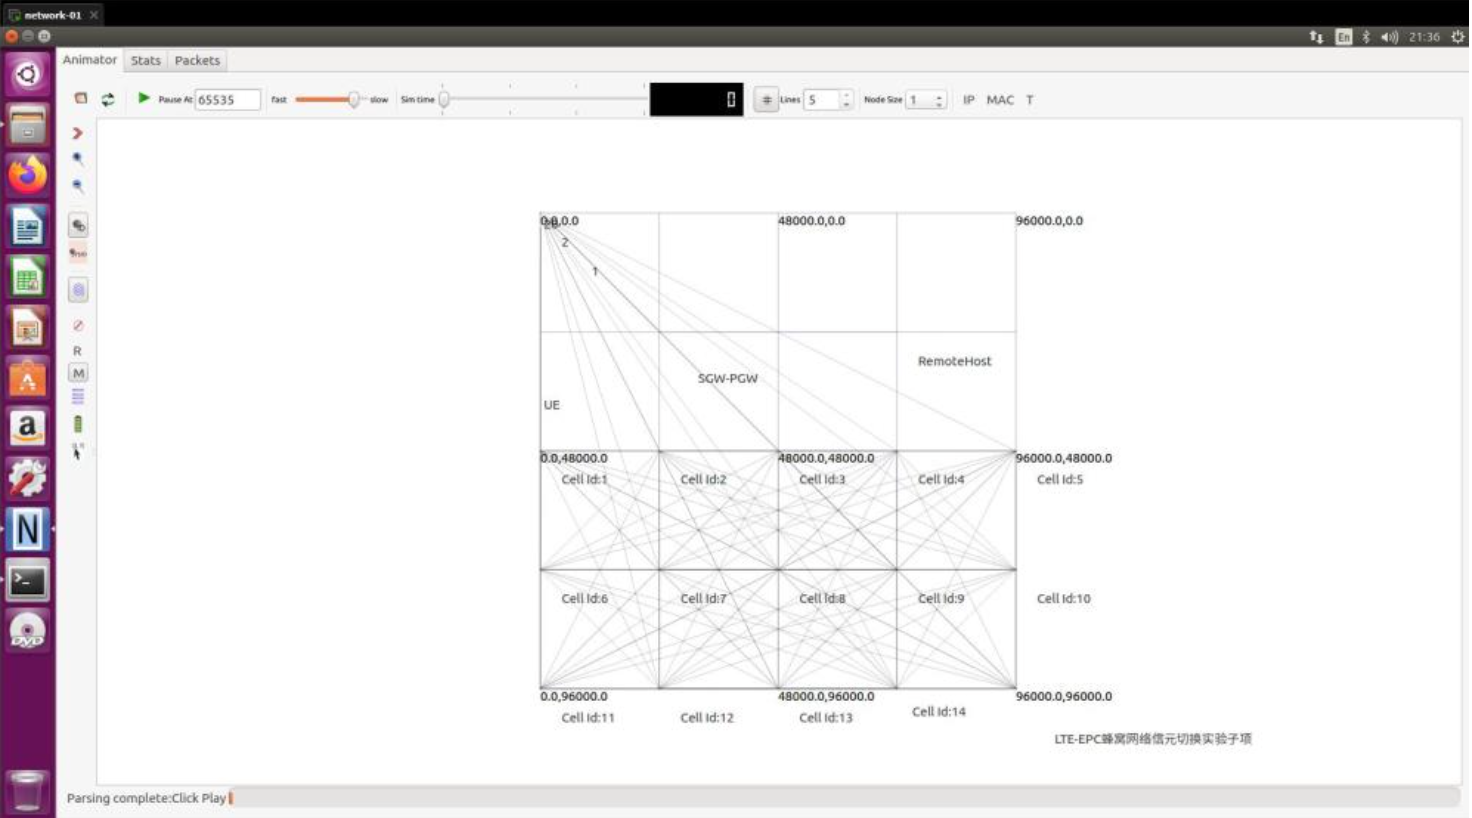 network-01
En
21:36
Animator Stats Packets
Pause At 65535 fast slow Sim time 0 # Lines 5 Node Size 1 IP MAC T
0.0,0.0 48000.0,0.0 96000.0,0.0
2
1
RemoteHost
SGW-PGW
UE
R
M
0.0,48000.0 48000.0,48000.0 96000.0,48000.0
Cell Id:1 Cell Id:2 Cell Id:3 Cell Id:4 Cell Id:5
Cell Id:6 Cell Id:7 Cell Id:8 Cell Id:9 Cell Id:10
0.0,96000.0 48000.0,96000.0 96000.0,96000.0
Cell Id:11 Cell Id:12 Cell Id:13 Cell Id:14
LTE-EPC蜂窝网络信元切换实验子项
Parsing complete:Click Play